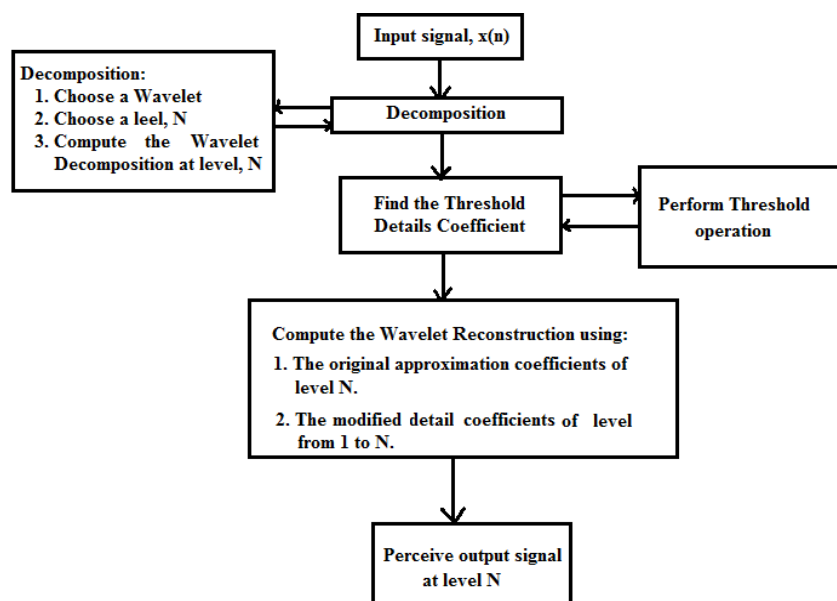 Input signal, x(n)
Decomposition:
1. Choose a Wavelet
2. Choose a leel, N
3. Compute the Wavelet
Decomposition at level, N
Decomposition
Find the Threshold
Details Coefficient
Perform Threshold
operation
Compute the Wavelet Reconstruction using:
1. The original approximation coefficients of
level N.
2. The modified detail coefficients of level
from 1 to N.
Perceive output signal
at level N